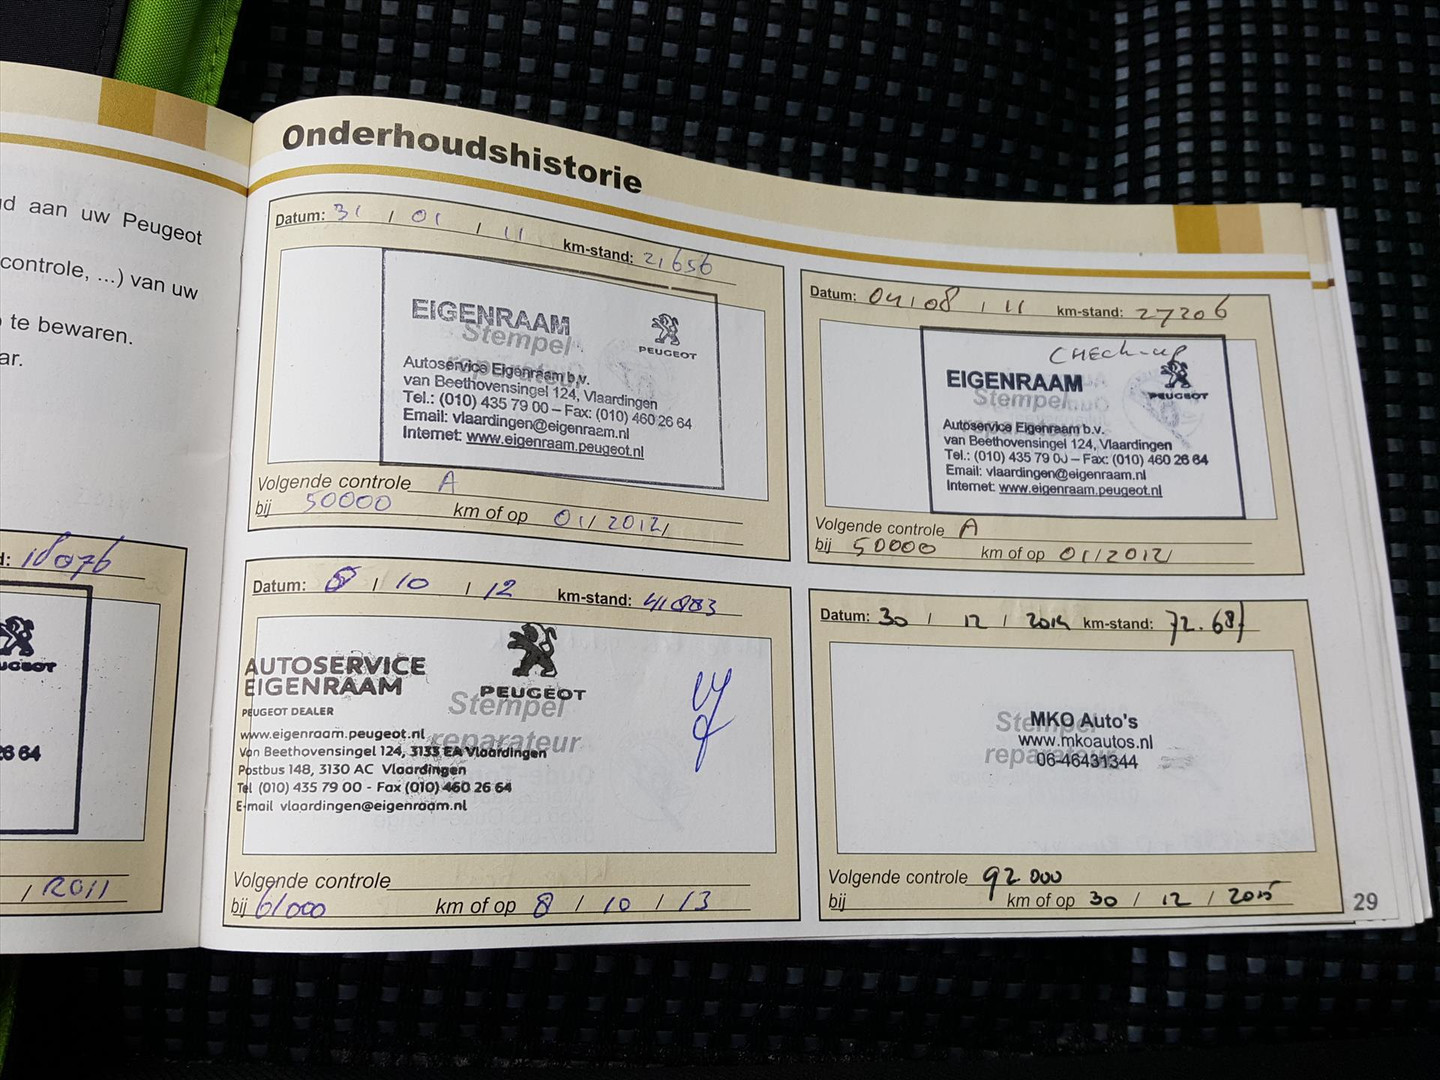 d aan uw Peugeot
controle, ...) van uw
te bewaren.
ar.
d: 18076
PEUGEOT
26 64
/ 2011
Onderhoudshistorie
Datum: 31 / 01 / 11 km-stand: 21656
EIGENRAAM
Stempel
reparateur
PEUGEOT
Autoservice Eigenraam b.v.
van Beethovensingel 124, Vlaardingen
Tel.: (010) 435 79 00 – Fax: (010) 460 26 64
Email: vlaardingen@eigenraam.nl
Internet: www.eigenraam.peugeot.nl
Volgende controle A
bij 50000 km of op 01/2012/
Datum: 04/08 / 11 km-stand: 27206
CHECK-UP
EIGENRAAM
Stempel
PEUGEOT
Autoservice Eigenraam b.v.
van Beethovensingel 124, Vlaardingen
Tel.: (010) 435 79 00 – Fax: (010) 460 26 64
Email: vlaardingen@eigenraam.nl
Internet: www.eigenraam.peugeot.nl
Volgende controle A
bij 50000 km of op 01/2012/
Datum: 8 / 10 / 12 km-stand: 41883
AUTOSERVICE
EIGENRAAM
PEUGEOT
Stempel
reparateur
PEUGEOT DEALER
www.eigenraam.peugeot.nl
Van Beethovensingel 124, 3133 EA Vlaardingen
Postbus 148, 3130 AC Vlaardingen
Tel (010) 435 79 00 - Fax (010) 460 26 64
E-mail vlaardingen@eigenraam.nl
Volgende controle
bij 61000 km of op 8 / 10 / 13
Datum: 30 / 12 / 2014 km-stand: 72.687
Stempel
reparateur
MKO Auto's
www.mkoautos.nl
06-46431344
Volgende controle 92 000
bij km of op 30 / 12 / 2015
29